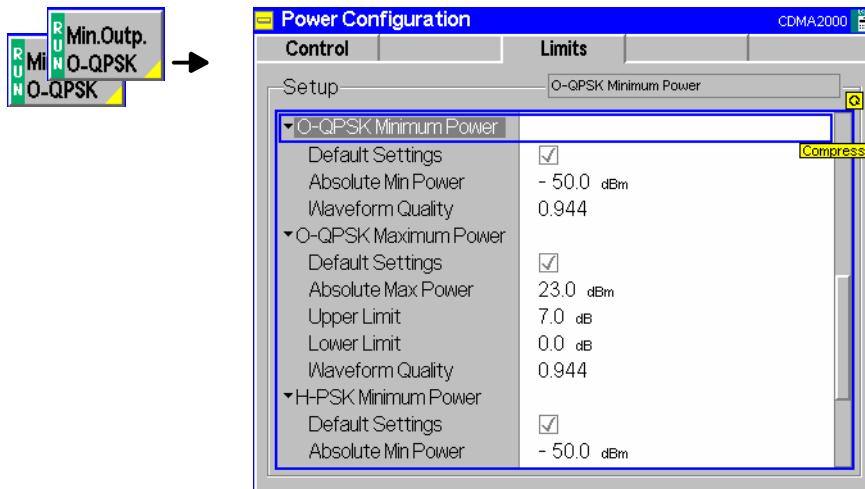 RUN Min.Outp.
O-QPSK
RUN Mi
O-QPSK
Power Configuration CDMA2000
Control Limits
Setup O-QPSK Minimum Power
O-QPSK Minimum Power
Compress
Default Settings
Absolute Min Power - 50.0 dBm
Waveform Quality 0.944
O-QPSK Maximum Power
Default Settings
Absolute Max Power 23.0 dBm
Upper Limit 7.0 dB
Lower Limit 0.0 dB
Waveform Quality 0.944
H-PSK Minimum Power
Default Settings
Absolute Min Power - 50.0 dBm